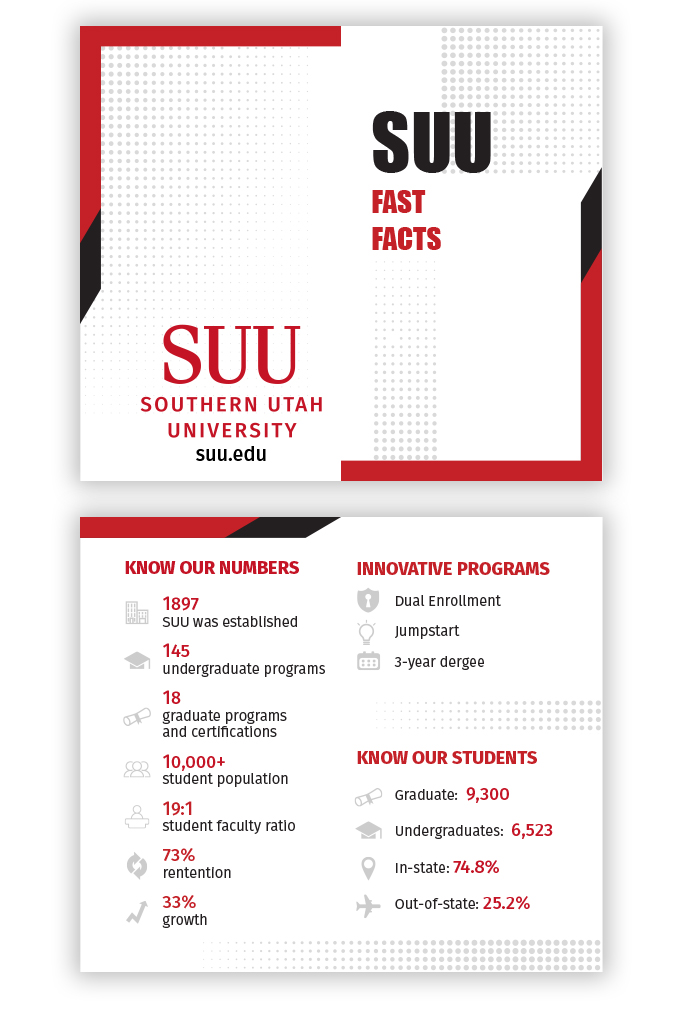 SUU
SOUTHERN UTAH
UNIVERSITY
suu.edu
SUU
FAST
FACTS
KNOW OUR NUMBERS
1897
SUU was established
145
undergraduate programs
18
graduate programs
and certifications
10,000+
student population
19:1
student faculty ratio
73%
rentention
33%
growth
INNOVATIVE PROGRAMS
Dual Enrollment
Jumpstart
3-year dergee
KNOW OUR STUDENTS
Graduate: 9,300
Undergraduates: 6,523
In-state: 74.8%
Out-of-state: 25.2%